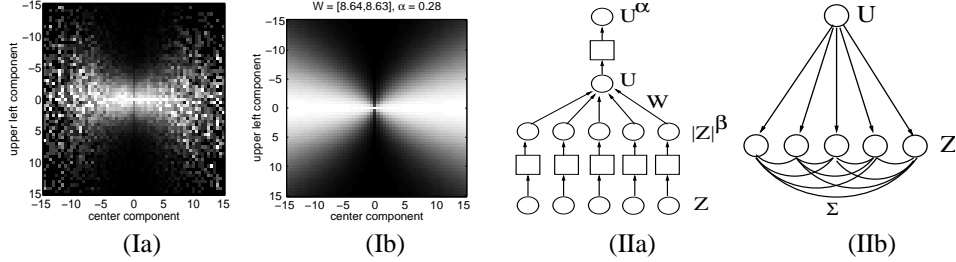 W = [8.64,8.63], α = 0.28
upper left component
−15
−10
−5
0
5
10
15
−15 −10 −5 0 5 10 15
center component
(Ia)
upper left component
−15
−10
−5
0
5
10
15
−15 −10 −5 0 5 10 15
center component
(Ib)
U^α
U
W
|Z|^β
Z
(IIa)
U
Z
Σ
(IIb)